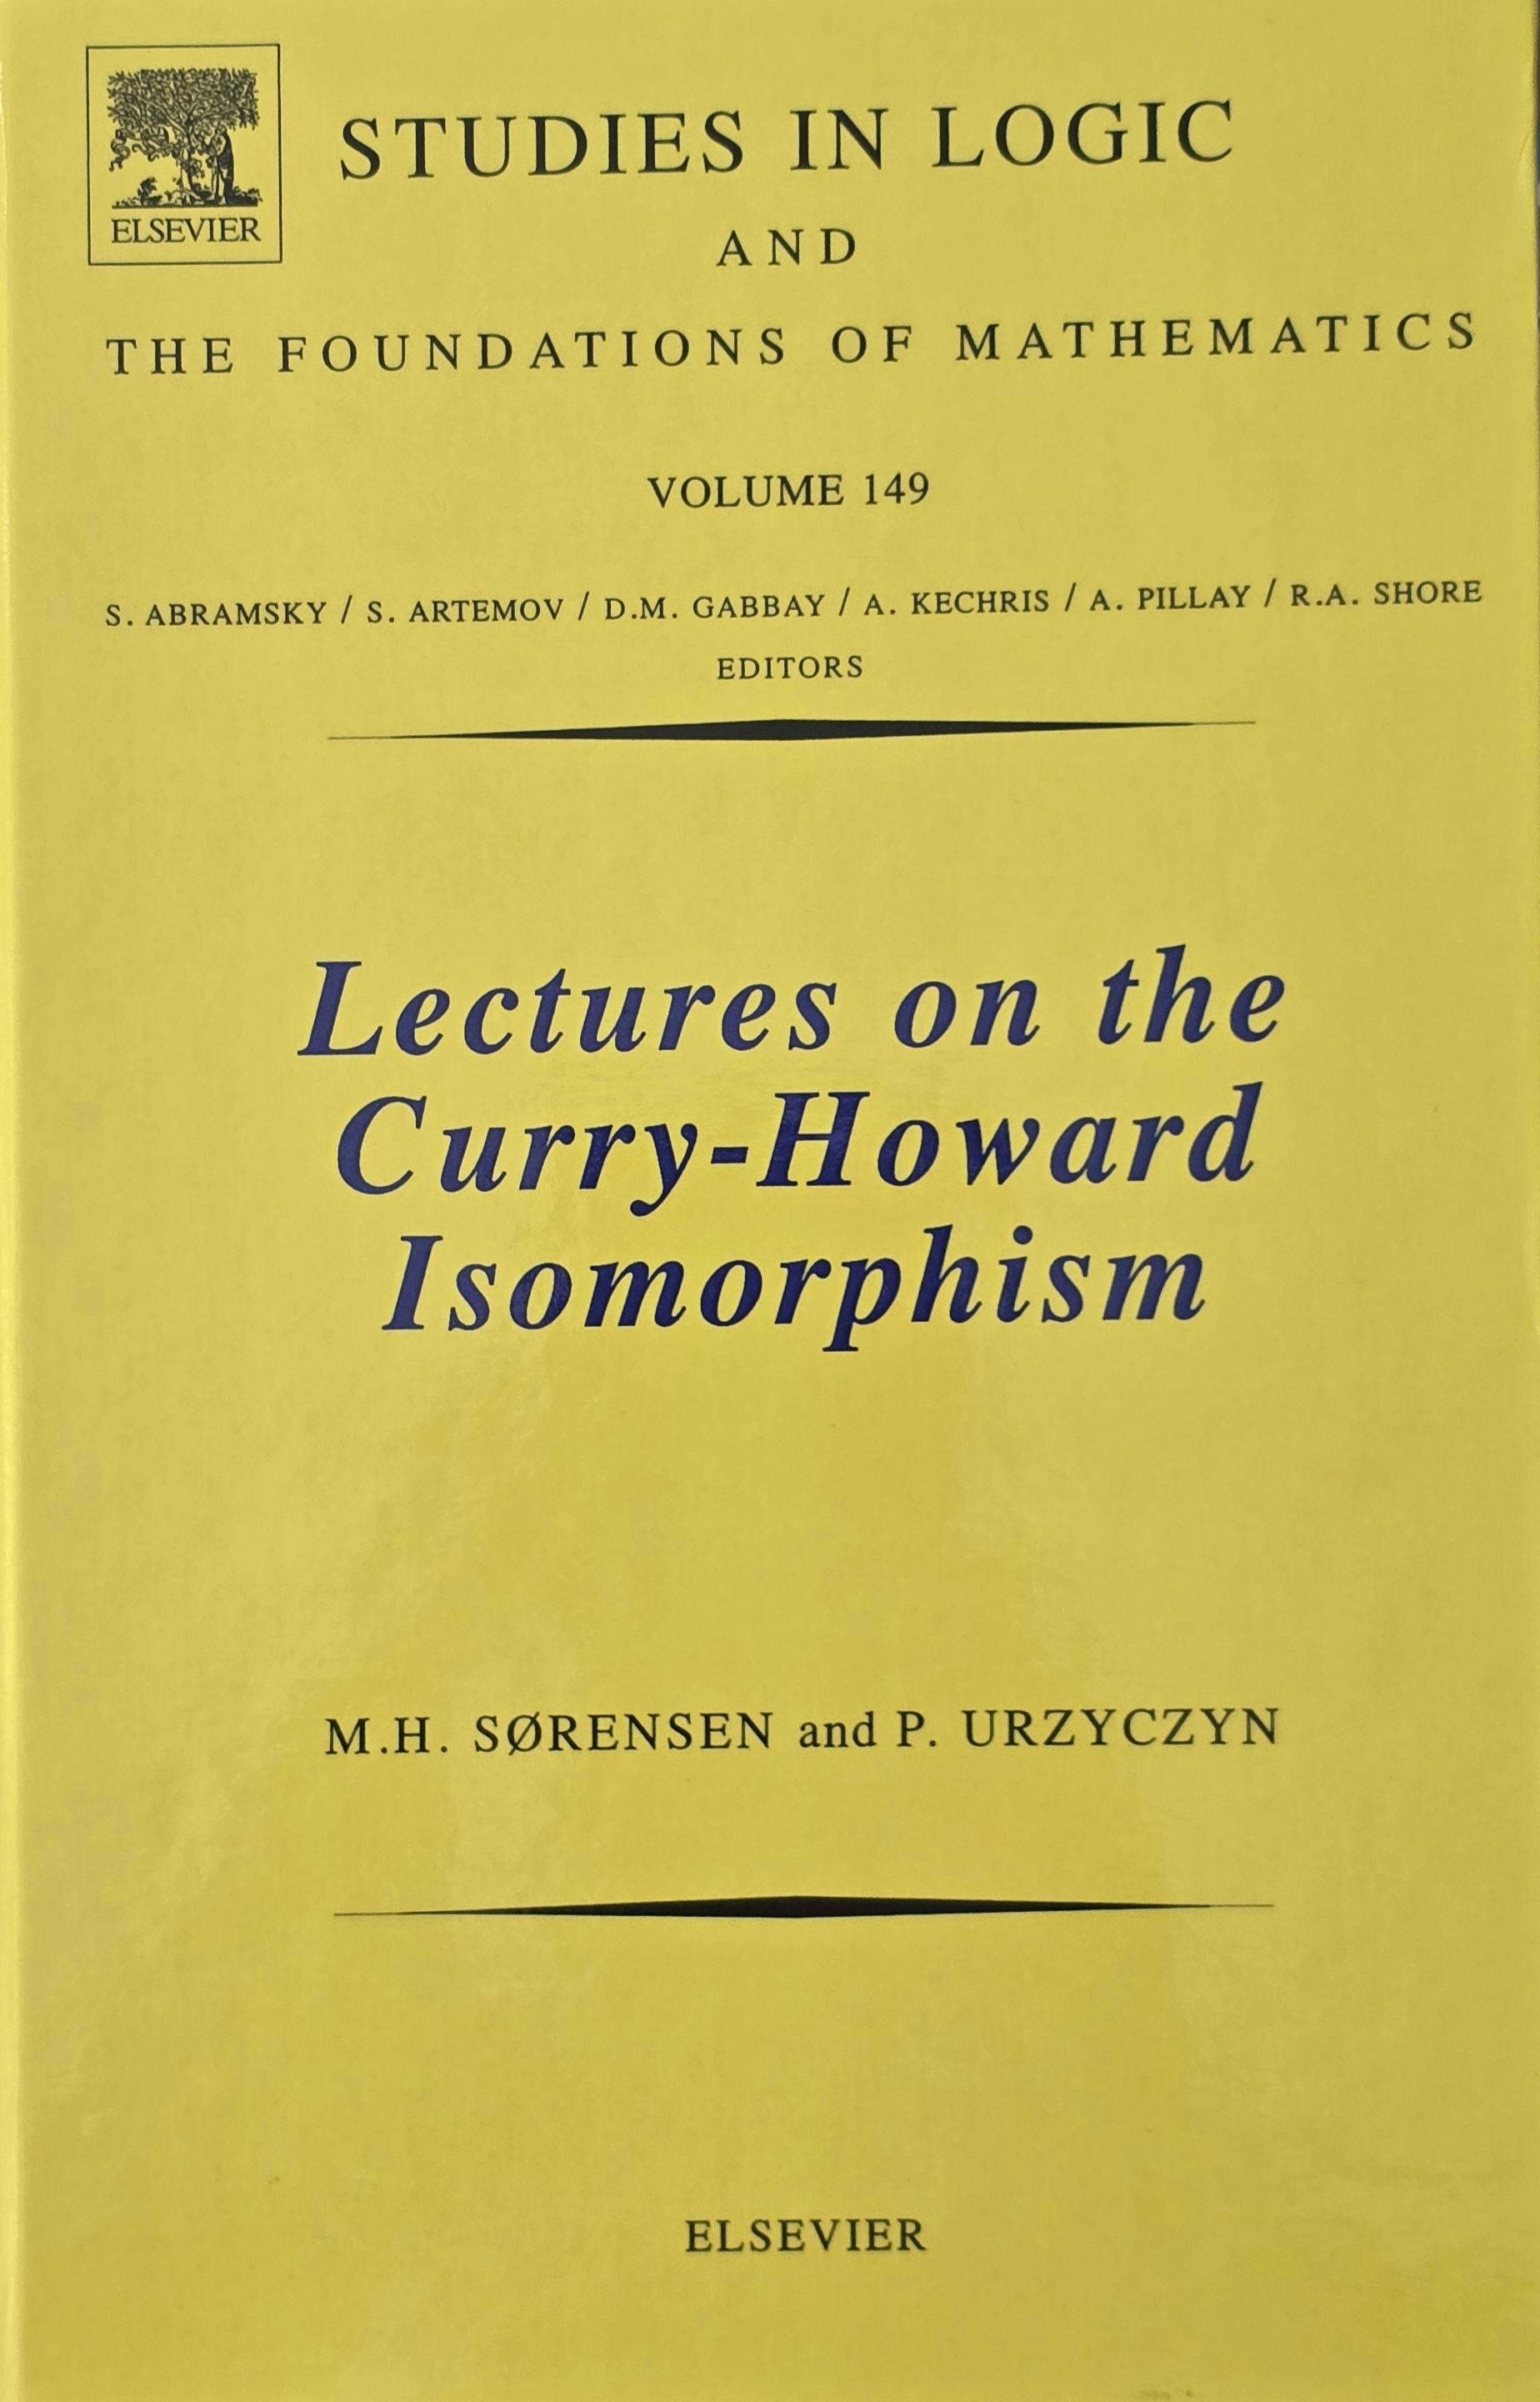 ELSEVIER
STUDIES IN LOGIC
AND
THE FOUNDATIONS OF MATHEMATICS
VOLUME 149
S. ABRAMSKY / S. ARTEMOV / D.M. GABBAY / A. KECHRIS / A. PILLAY / R.A. SHORE
EDITORS
Lectures on the
Curry-Howard
Isomorphism
M.H. SØRENSEN and P. URZYCZYN
ELSEVIER